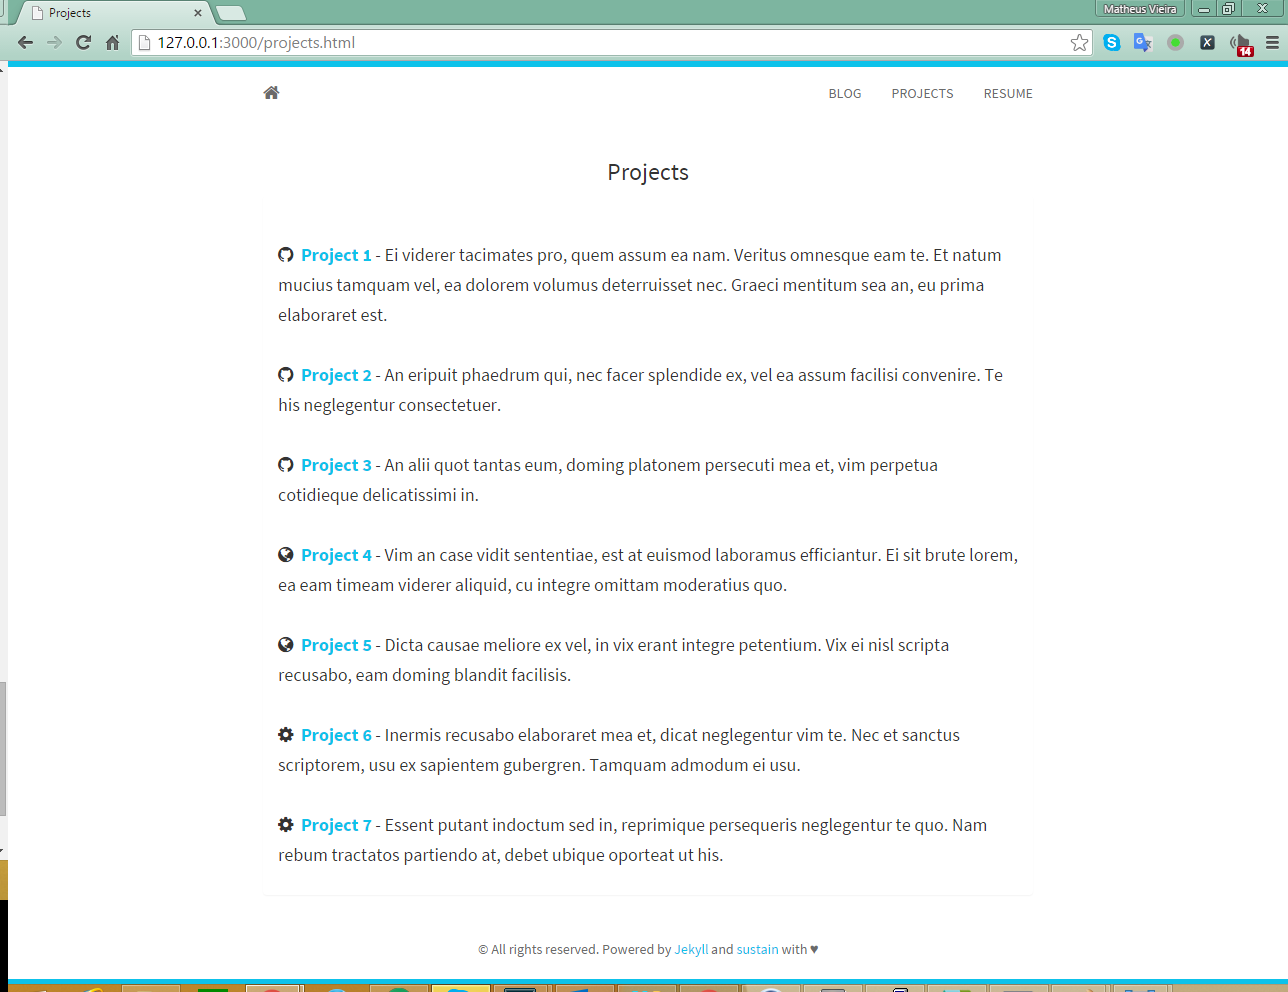 Projects
Matheus Vieira
127.0.0.1:3000/projects.html
14
BLOG PROJECTS RESUME
Projects
Project 1 - Ei viderer tacimates pro, quem assum ea nam. Veritus omnesque eam te. Et natum
mucius tamquam vel, ea dolorem volumus deterruisset nec. Graeci mentitum sea an, eu prima
elaboraret est.
Project 2 - An eripuit phaedrum qui, nec facer splendide ex, vel ea assum facilisi convenire. Te
his neglegentur consectetuer.
Project 3 - An alii quot tantas eum, doming platonem persecuti mea et, vim perpetua
cotidieque delicatissimi in.
Project 4 - Vim an case vidit sententiae, est at euismod laboramus efficiantur. Ei sit brute lorem,
ea eam timeam viderer aliquid, cu integre omittam moderatius quo.
Project 5 - Dicta causae meliore ex vel, in vix erant integre petentium. Vix ei nisl scripta
recusabo, eam doming blandit facilisis.
Project 6 - Inermis recusabo elaboraret mea et, dicat neglegentur vim te. Nec et sanctus
scriptorem, usu ex sapientem gubergren. Tamquam admodum ei usu.
Project 7 - Essent putant indoctum sed in, reprimique persequeris neglegentur te quo. Nam
rebum tractatos partiendo at, debet ubique oporteat ut his.
© All rights reserved. Powered by Jekyll and sustain with ♥